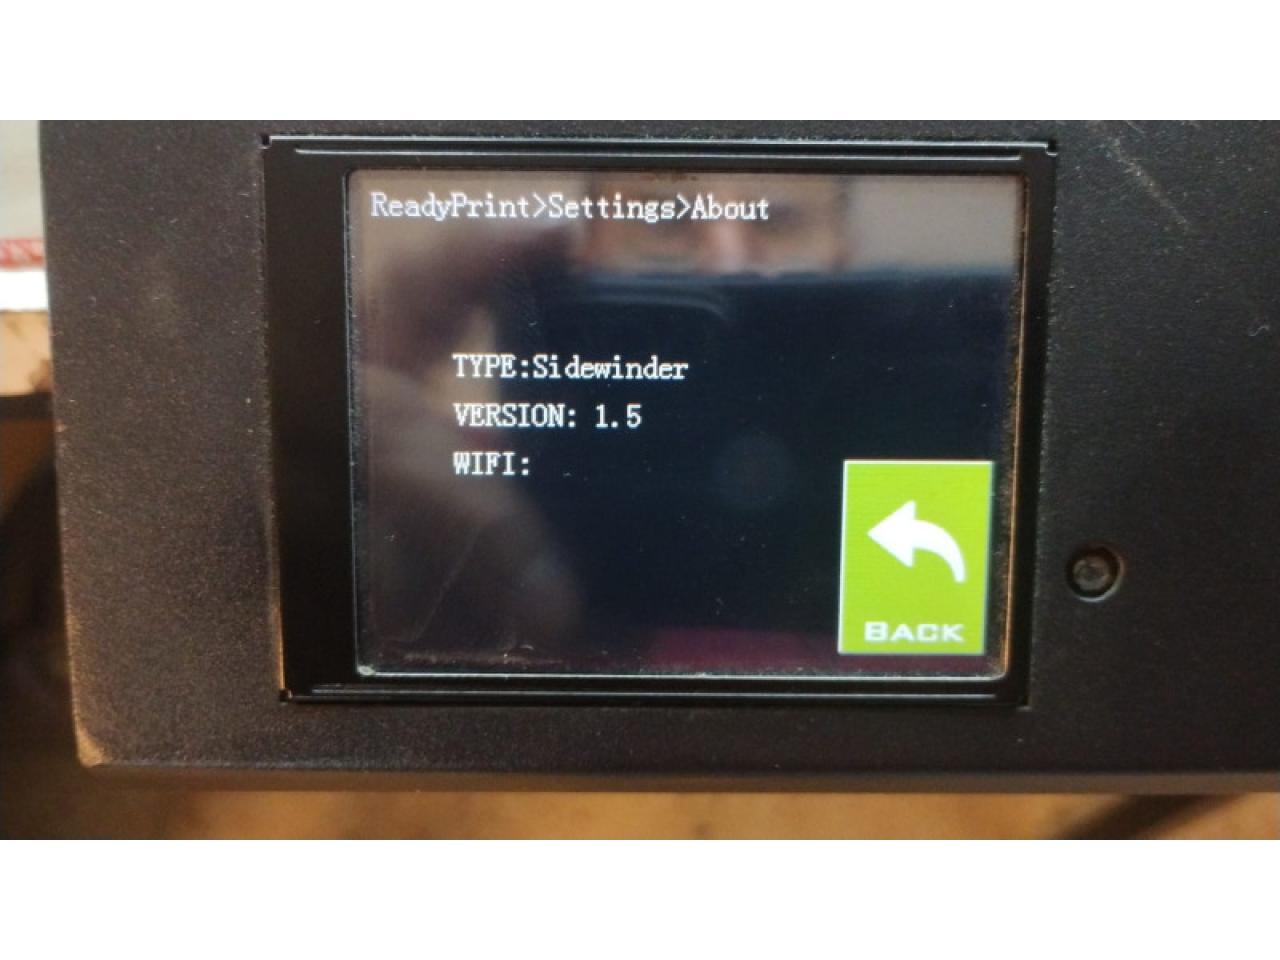 ReadyPrint>Settings>About
TYPE:Sidewinder
VERSION: 1.5
WIFI:
BACK